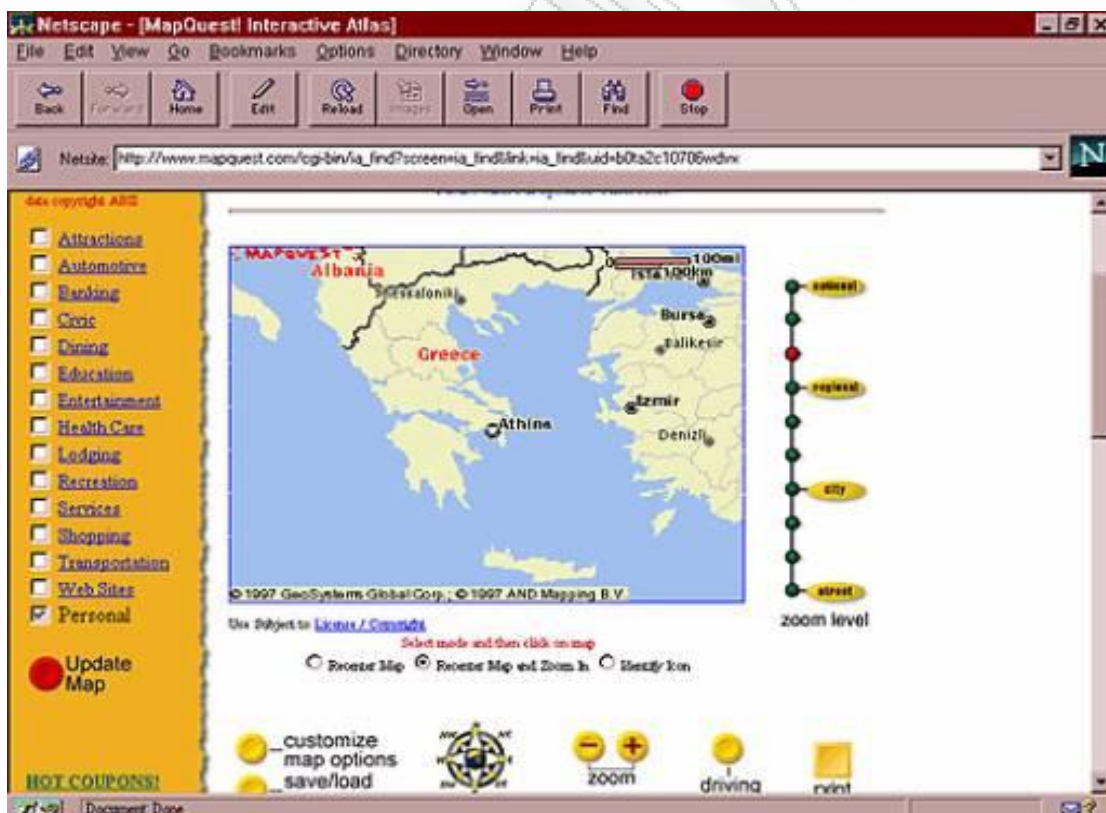 Netscape - [MapQuest! Interactive Atlas]
File Edit View Go Bookmarks Options Directory Window Help
Back Forward Home Edit Reload Images Open Print Find Stop
Netsite: http://www.mapquest.com/cgi-bin/ia_find?screen=ia_find&link=ia_find&uid=b0ta2c10706wdvx
data copyright AND
Attractions
Automotive
Banking
Civic
Dining
Education
Entertainment
Health Care
Lodging
Recreation
Services
Shopping
Transportation
Web Sites
Personal
Update
Map
HOT COUPONS!
MAPQUEST
100mi
100km
Albania
Thessaloniki
Bursa
Balikesir
Greece
Izmir
Athina
Denizli
© 1997 GeoSystems Global Corp.; © 1997 AND Mapping B.V.
national
regional
city
street
zoom level
Use Subject to License / Copyright
Select mode and then click on map
Recenter Map Recenter Map and Zoom In Identify Icon
customize
map options
save/load
zoom
driving
print
Document: Done